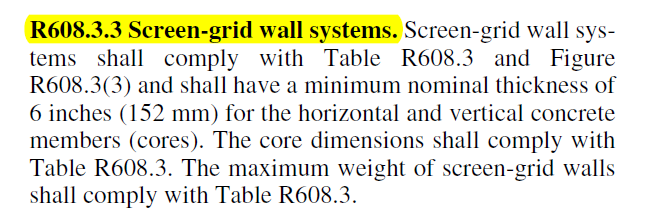 R608.3.3 Screen-grid wall systems. Screen-grid wall sys-
tems shall comply with Table R608.3 and Figure
R608.3(3) and shall have a minimum nominal thickness of
6 inches (152 mm) for the horizontal and vertical concrete
members (cores). The core dimensions shall comply with
Table R608.3. The maximum weight of screen-grid walls
shall comply with Table R608.3.